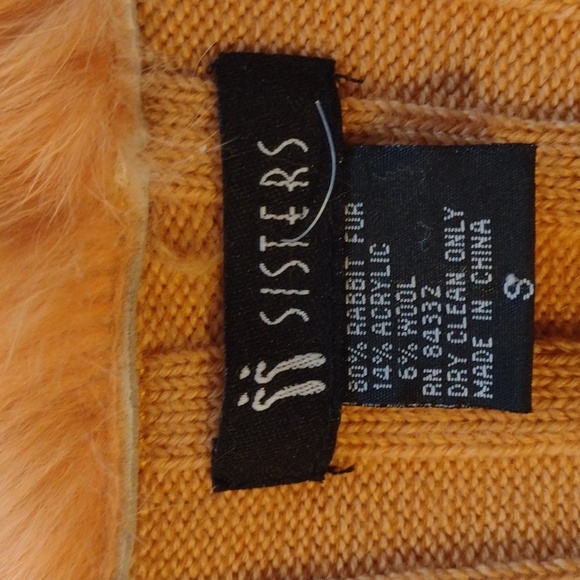 SISTERS
80% RABBIT FUR
14% ACRYLIC
6% WOOL
RN 84332
DRY CLEAN ONLY
MADE IN CHINA
S